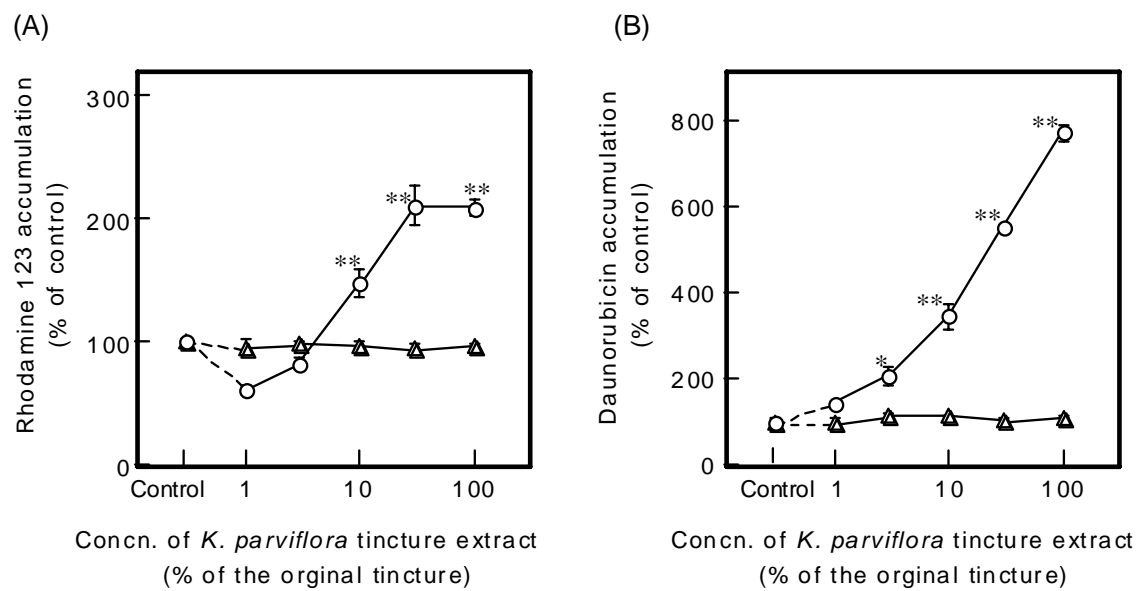 (A)
Rhodamine 123 accumulation
(% of control)
300
200
100
0
**
**
**
Control 1 10 100
Concn. of K. parviflora tincture extract
(% of the orginal tincture)
(B)
Daunorubicin accumulation
(% of control)
800
600
400
200
0
**
**
**
*
Control 1 10 100
Concn. of K. parviflora tincture extract
(% of the orginal tincture)